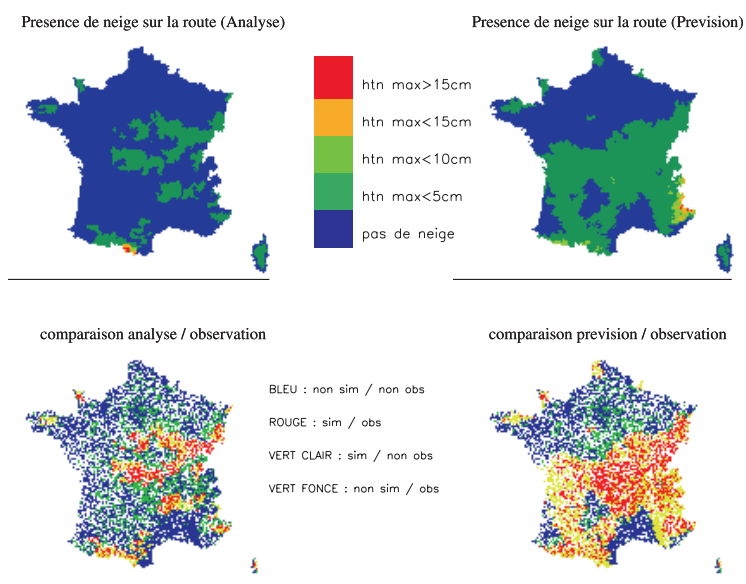 Presence de neige sur la route (Analyse)
Presence de neige sur la route (Prevision)
htn max>15cm
htn max<15cm
htn max<10cm
htn max<5cm
pas de neige
comparaison analyse / observation
comparaison prevision / observation
BLEU : non sim / non obs
ROUGE : sim / obs
VERT CLAIR : sim / non obs
VERT FONCE : non sim / obs